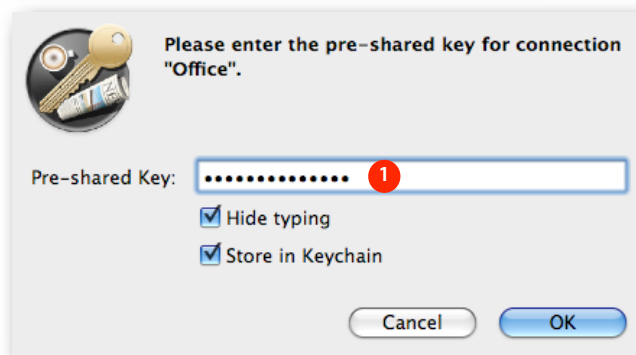 Please enter the pre-shared key for connection
"Office".
Pre-shared Key: •••••••••••••• 1
Hide typing
Store in Keychain
Cancel OK